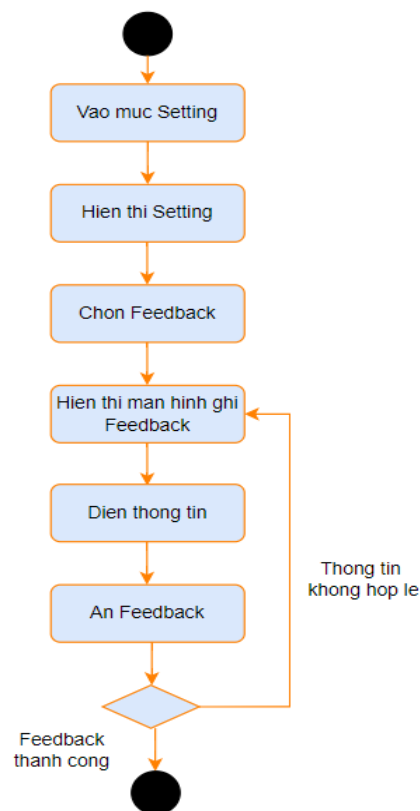 Vao muc Setting
Hien thi Setting
Chon Feedback
Hien thi man hinh ghi
Feedback
Dien thong tin
An Feedback
Thong tin
khong hop le
Feedback
thanh cong